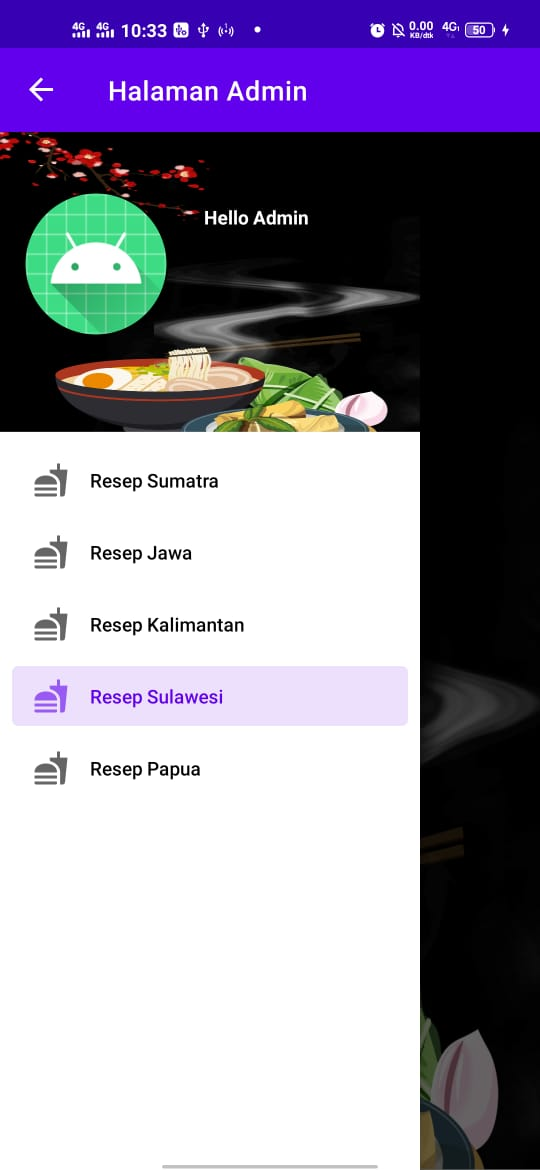 4G 4G 10:33 0.00 KB/dtk 4G 50
Halaman Admin
Hello Admin
Resep Sumatra
Resep Jawa
Resep Kalimantan
Resep Sulawesi
Resep Papua